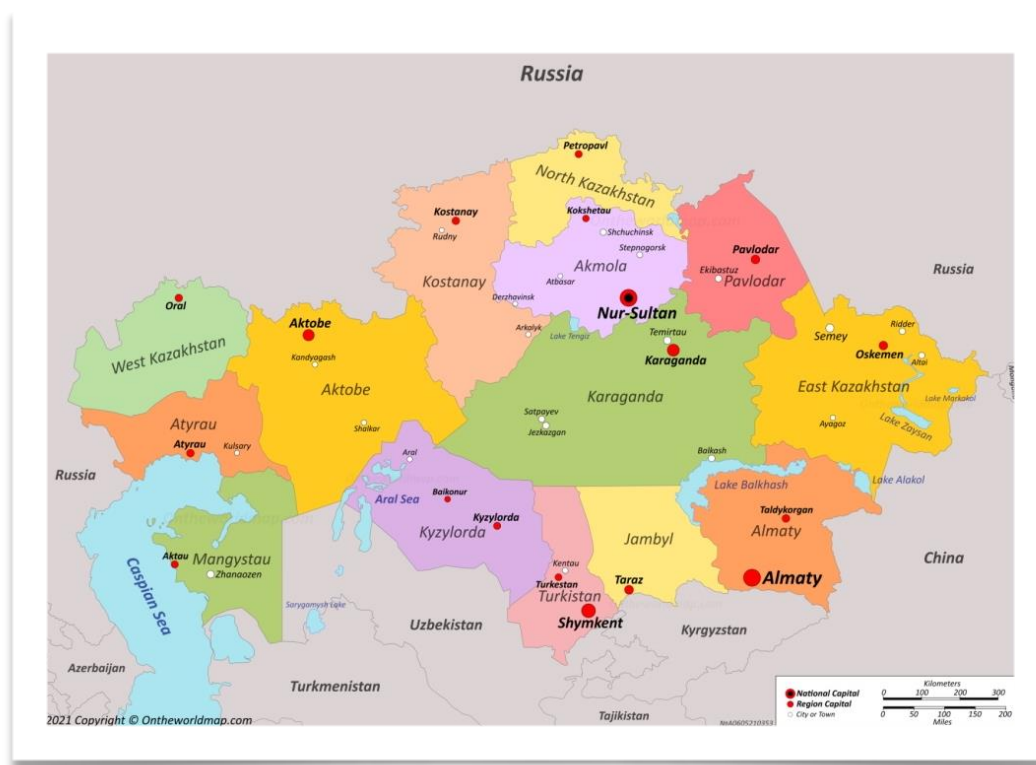 Russia
Petropavl
North Kazakhstan
Kostanay
Rudny
Kokshetau
Shchuchinsk
Stepnogorsk
Pavlodar
Ekibastuz
Pavlodar
Akmola
Atbasar
Kostanay
Derzhavinsk
Nur-Sultan
Russia
Oral
West Kazakhstan
Aktobe
Kandyagash
Aktobe
Shalkar
Arkalyk
Lake Tengiz
Temirtau
Karaganda
Karaganda
Satpayev
Jezkazgan
Balkash
Semey
Ridder
Oskemen
Altai
East Kazakhstan
Lake Markakol
Ayagoz
Lake Zaysan
Atyrau
Atyrau
Kulsary
Russia
Aral
Aral Sea
Baikonur
Kyzylorda
Kyzylorda
Lake Balkhash
Lake Alakol
Taldykorgan
Almaty
Almaty
China
Aktau
Mangystau
Zhanaozen
Caspian Sea
Jambyl
Kentau
Turkestan
Turkistan
Taraz
Shymkent
Sarygamysh Lake
Uzbekistan
Kyrgyzstan
Azerbaijan
Turkmenistan
Tajikistan
National Capital
Region Capital
City or Town
Kilometers
0 100 200 300
0 50 100 150 200
Miles
2021 Copyright © Ontheworldmap.com